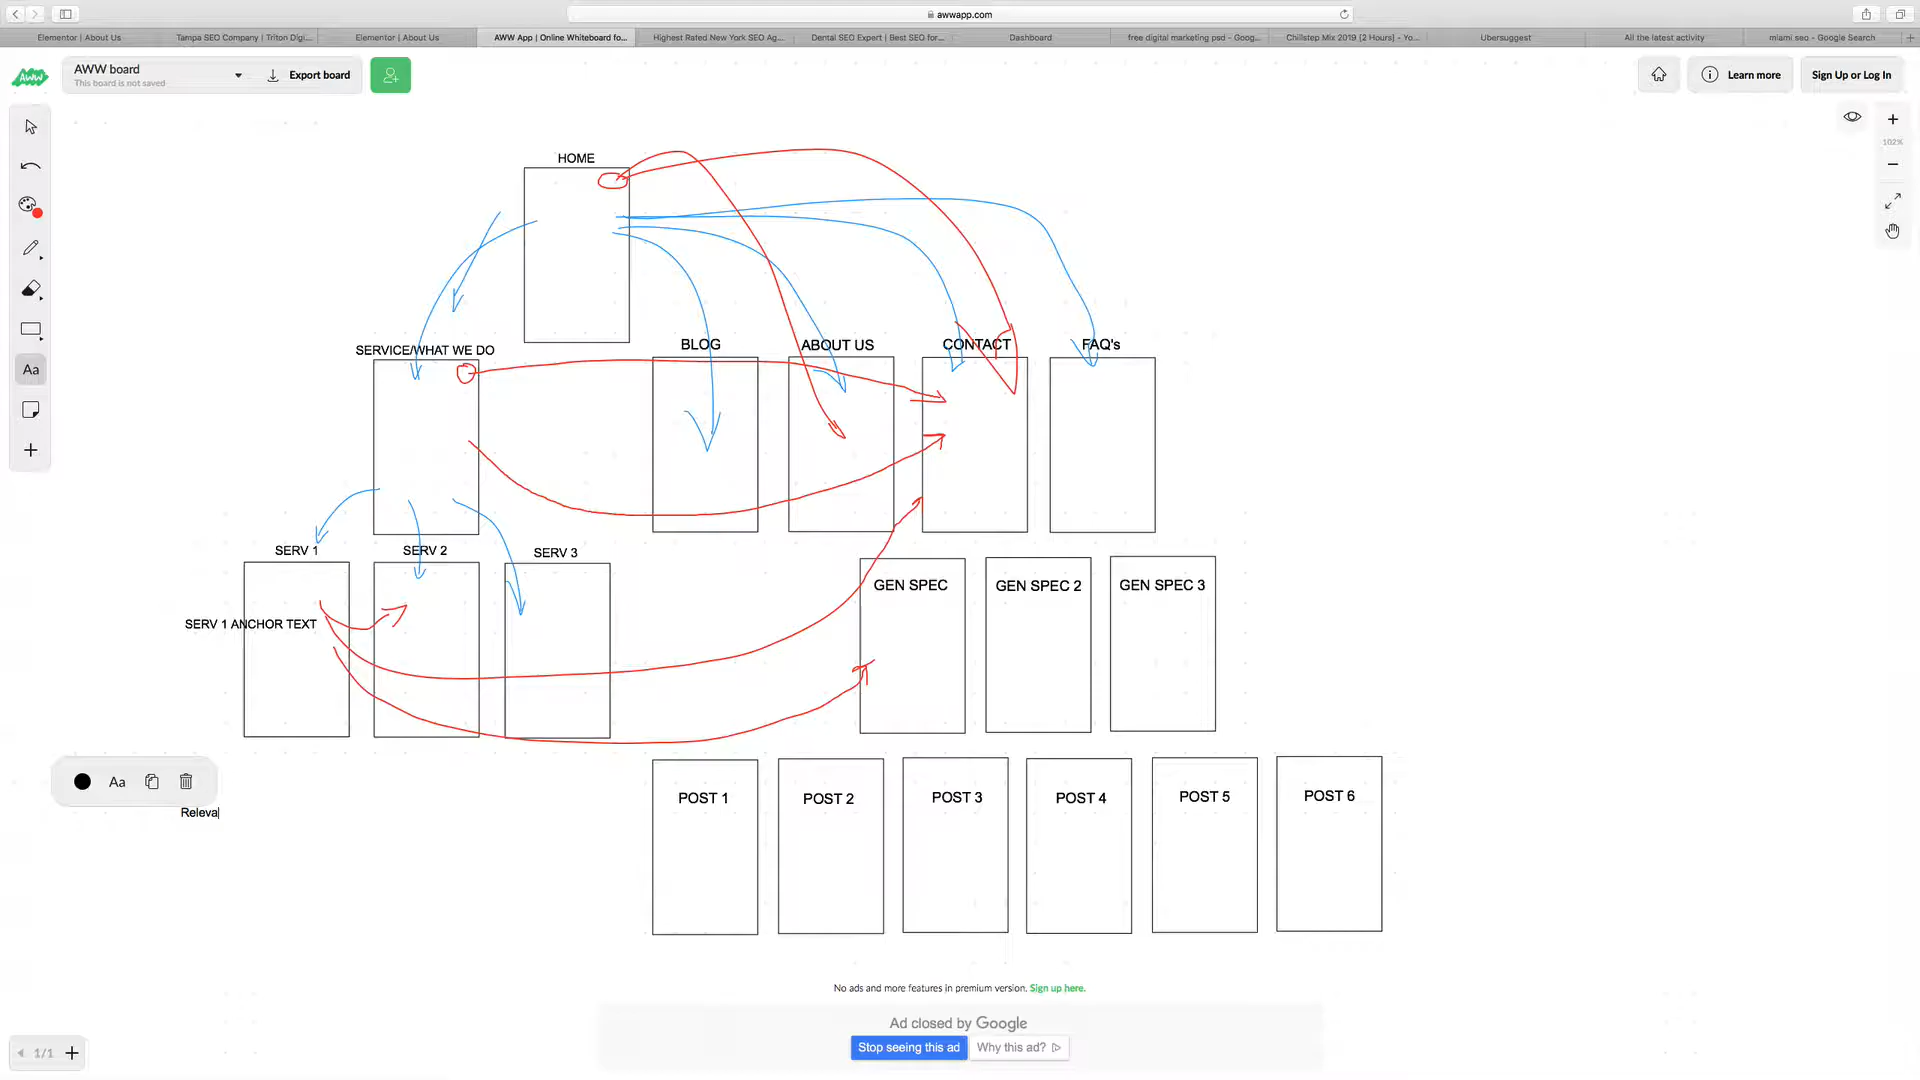 awwapp.com
Elementor | About Us
Tampa SEO Company | Triton Digi...
Elementor | About Us
AWW App | Online Whiteboard fo...
Highest Rated New York SEO Ag...
Dental SEO Expert | Best SEO for...
Dashboard
free digital marketing psd - Goog...
Chillstep Mix 2019 [2 Hours] - Yo...
Ubersuggest
All the latest activity
miami seo - Google Search
AWW
AWW board
This board is not saved
Export board
Learn more
Sign Up or Log In
102%
Aa
HOME
SERVICE/WHAT WE DO
BLOG
ABOUT US
CONTACT
FAQ's
SERV 1
SERV 2
SERV 3
SERV 1 ANCHOR TEXT
GEN SPEC
GEN SPEC 2
GEN SPEC 3
Aa
Releva
POST 1
POST 2
POST 3
POST 4
POST 5
POST 6
No ads and more features in premium version. Sign up here.
Ad closed by Google
Stop seeing this ad
Why this ad?
1/1